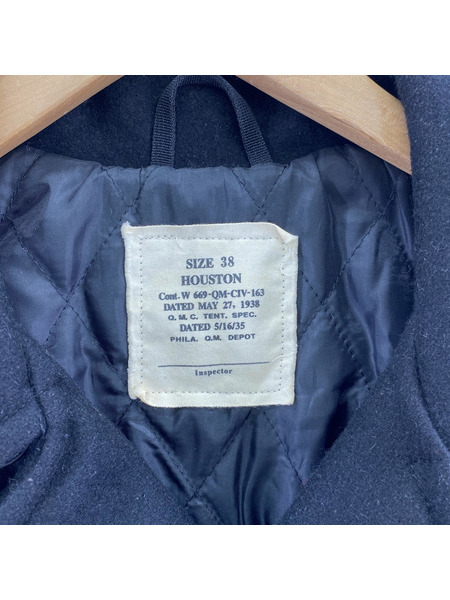 SIZE 38
HOUSTON
Cont. W 669-QM-CIV-163
DATED MAY 27, 1938
Q. M. C. TENT. SPEC.
DATED 5/16/35
PHILA. Q.M. DEPOT
Inspector